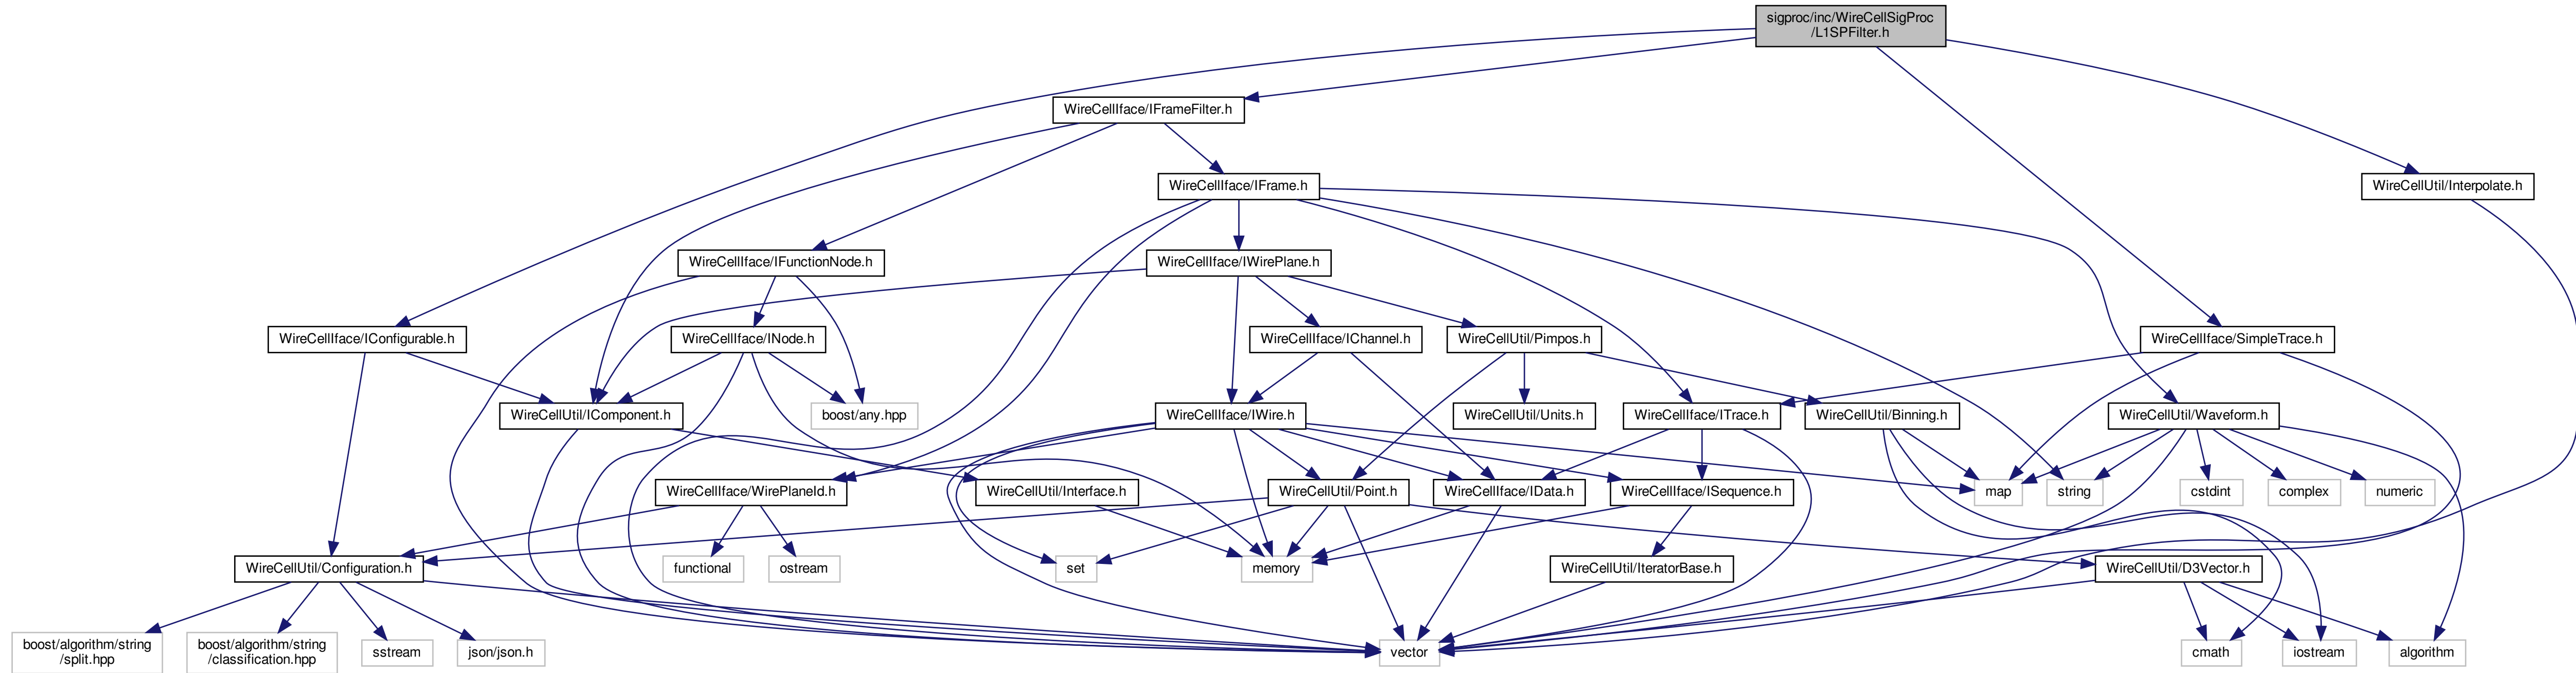 sigproc/inc/WireCellSigProc
/L1SPFilter.h
WireCellIface/IFrameFilter.h
WireCellIface/IFrame.h
WireCellUtil/Interpolate.h
WireCellIface/IFunctionNode.h
WireCellIface/IWirePlane.h
WireCellIface/IConfigurable.h
WireCellIface/INode.h
WireCellIface/IChannel.h
WireCellUtil/Pimpos.h
WireCellIface/SimpleTrace.h
WireCellUtil/IComponent.h
boost/any.hpp
WireCellIface/IWire.h
WireCellUtil/Units.h
WireCellIface/ITrace.h
WireCellUtil/Binning.h
WireCellUtil/Waveform.h
WireCellIface/WirePlaneId.h
WireCellUtil/Interface.h
WireCellUtil/Point.h
WireCellIface/IData.h
WireCellIface/ISequence.h
map
string
cstdint
complex
numeric
WireCellUtil/Configuration.h
functional
ostream
set
memory
WireCellUtil/IteratorBase.h
WireCellUtil/D3Vector.h
boost/algorithm/string
/split.hpp
boost/algorithm/string
/classification.hpp
sstream
json/json.h
vector
cmath
iostream
algorithm